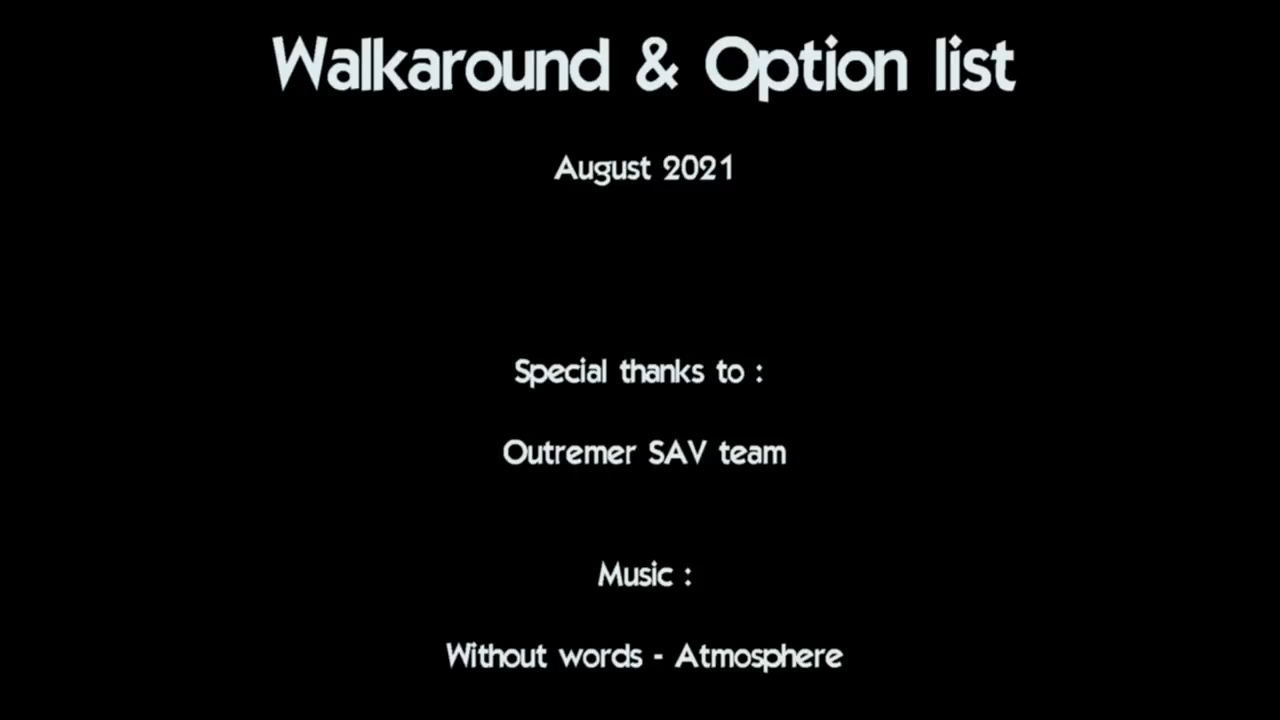 Walkaround & Option list
August 2021
Special thanks to :
Outremer SAV team
Music :
Without words - Atmosphere